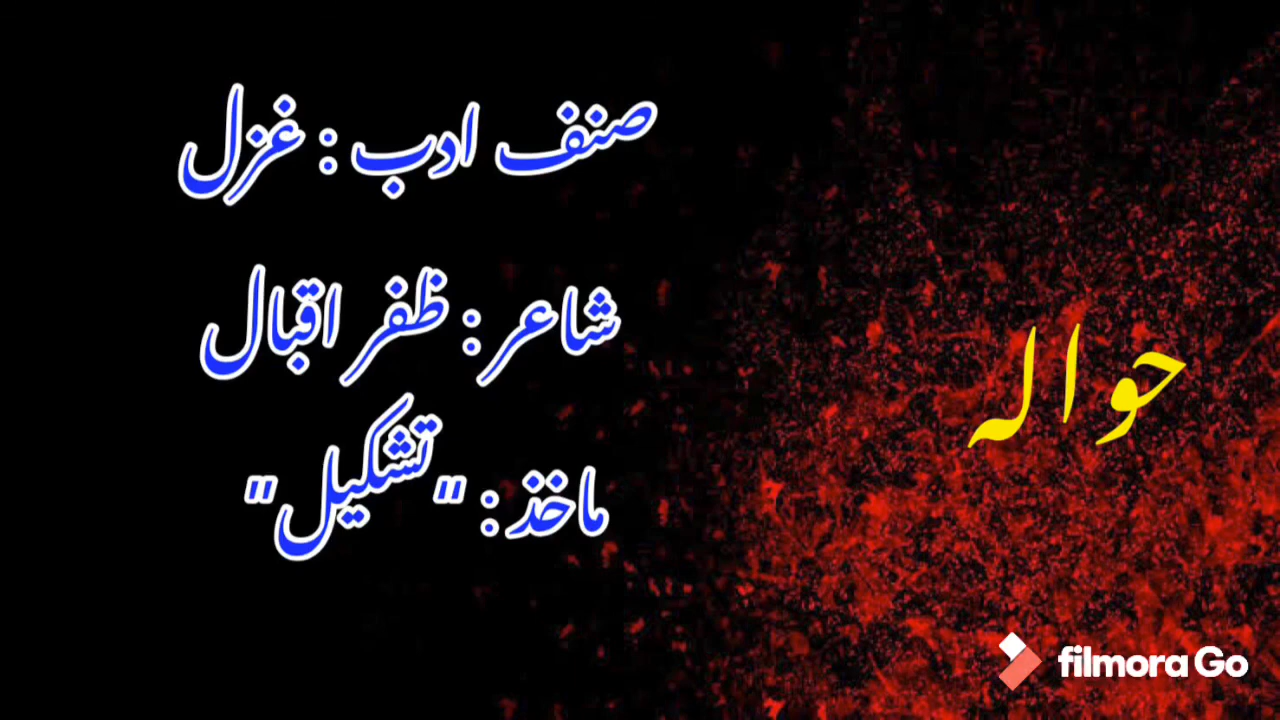 صنف ادب : غزل
شاعر : ظفر اقبال
ماخذ : "تشکیل"
حوالہ
filmora Go